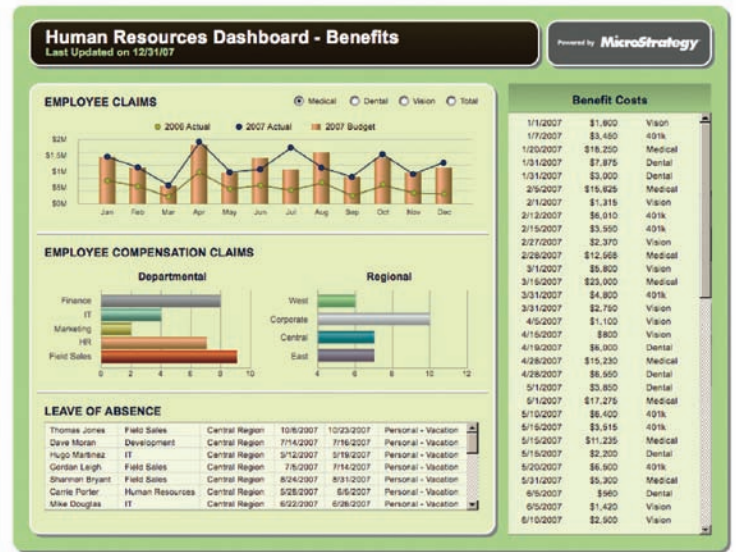 Human Resources Dashboard - Benefits
Last Updated on 12/31/07
Powered by MicroStrategy
EMPLOYEE CLAIMS
Medical Dental Vision Total
2006 Actual 2007 Actual 2007 Budget
$2M
$1.5M
$1M
$5M
$0M
Jan Feb Mar Apr May Jun Jul Aug Sep Oct Nov Dec
EMPLOYEE COMPENSATION CLAIMS
Departmental
Finance
IT
Marketing
HR
Field Sales
0 2 4 6 8 10
Regional
West
Corporate
Central
East
4 6 8 10 12
LEAVE OF ABSENCE
Thomas Jones Field Sales Central Region 10/8/2007 10/23/2007 Personal - Vacation
Dave Moran Development Central Region 7/14/2007 7/16/2007 Personal - Vacation
Hugo Martinez IT Central Region 5/12/2007 5/19/2007 Personal - Vacation
Gordan Leigh Field Sales Central Region 7/5/2007 7/14/2007 Personal - Vacation
Shannon Bryant Field Sales Central Region 8/24/2007 8/31/2007 Personal - Vacation
Carrie Porter Human Resources Central Region 5/28/2007 6/5/2007 Personal - Vacation
Mike Douglas IT Central Region 6/22/2007 6/26/2007 Personal - Vacation
Benefit Costs
1/1/2007 $1,800 Vison
1/7/2007 $3,450 401k
1/20/2007 $18,250 Medical
1/31/2007 $7,875 Dental
1/31/2007 $3,000 Dental
2/5/2007 $15,825 Medical
2/1/2007 $1,315 Vision
2/12/2007 $6,010 401k
2/15/2007 $3,550 401k
2/27/2007 $2,370 Vision
2/28/2007 $12,568 Medical
3/1/2007 $5,800 Vision
3/15/2007 $23,000 Medical
3/31/2007 $4,800 401k
3/31/2007 $2,750 Vision
4/5/2007 $1,100 Vision
4/15/2007 $800 Vision
4/19/2007 $6,000 Dental
4/28/2007 $15,230 Medical
4/28/2007 $6,550 Dental
5/1/2007 $3,850 Dental
5/1/2007 $17,275 Medical
5/10/2007 $6,400 401k
5/15/2007 $3,515 401k
5/15/2007 $11,235 Medical
5/15/2007 $2,200 Dental
5/20/2007 $6,500 401k
5/31/2007 $5,300 Medical
6/5/2007 $560 Dental
6/5/2007 $1,420 Vision
6/10/2007 $2,500 Vision